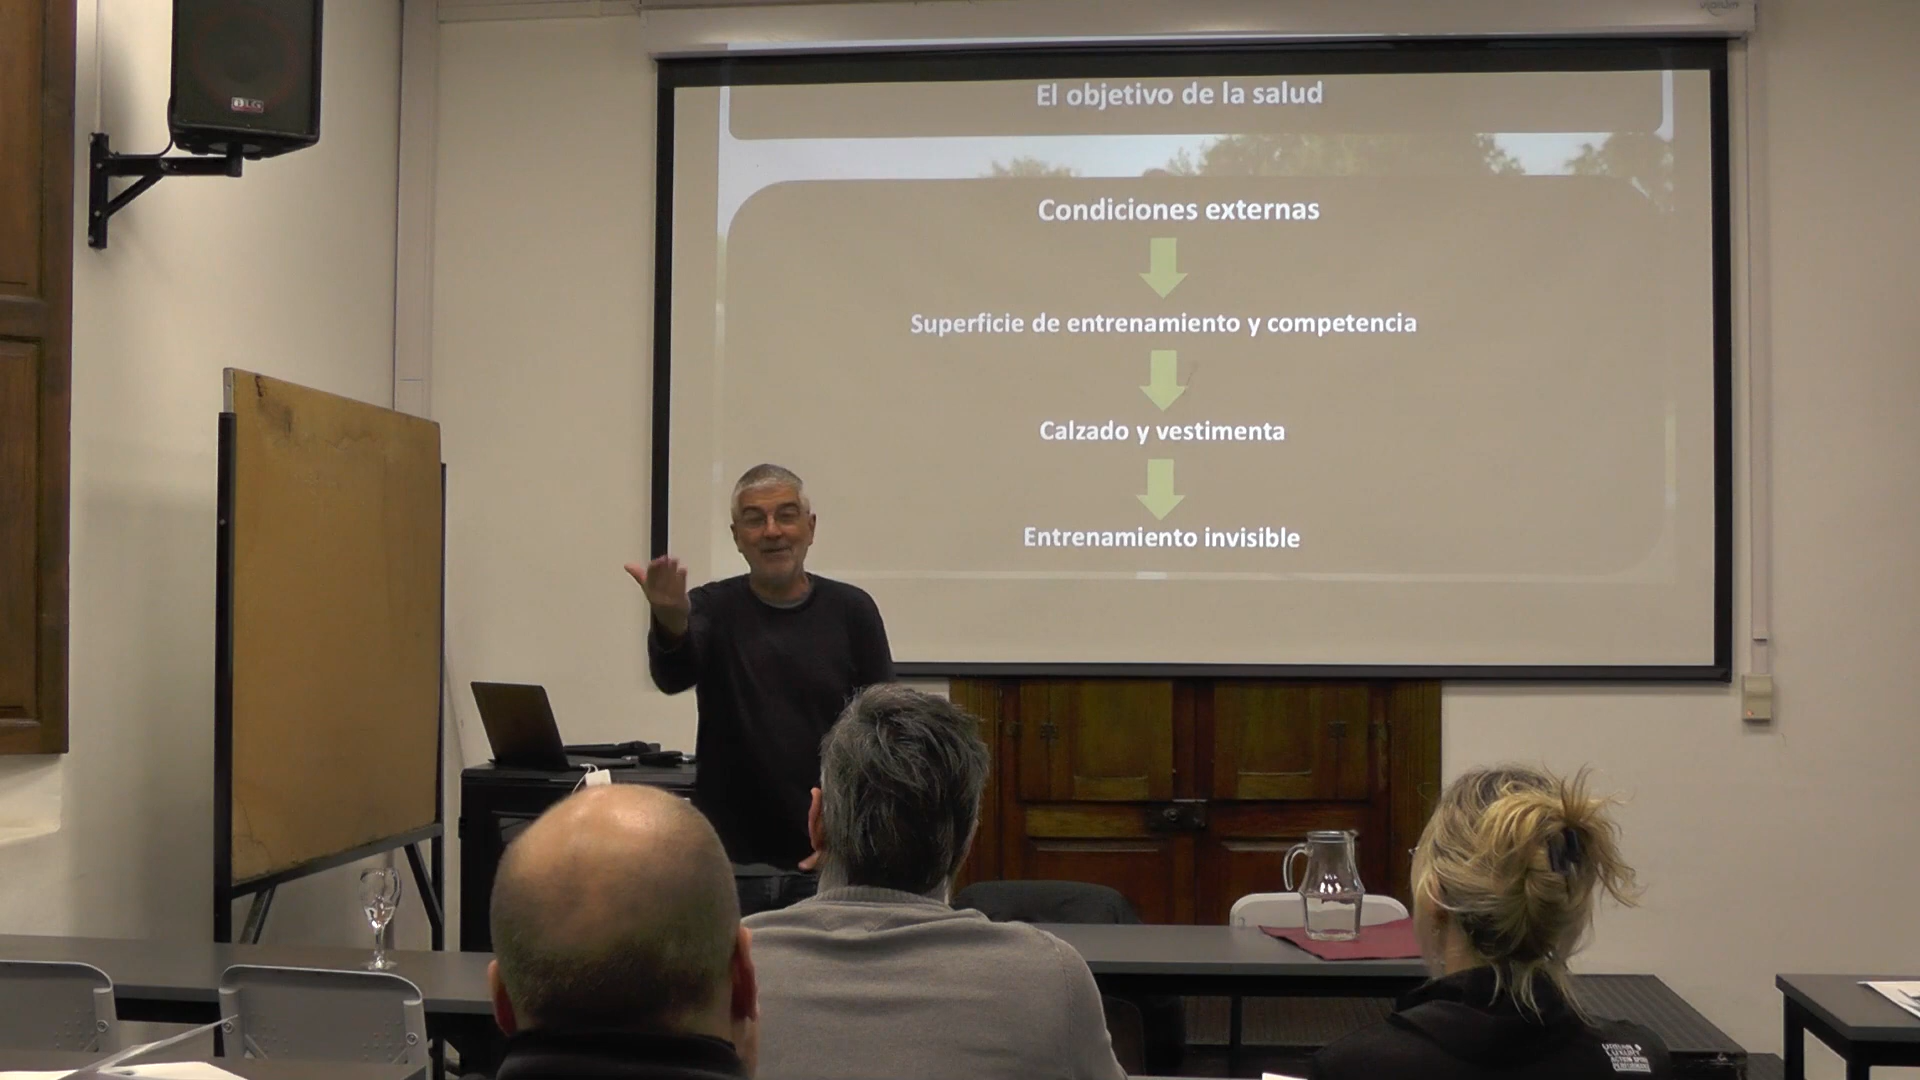 El objetivo de la salud
Condiciones externas
Superficie de entrenamiento y competencia
Calzado y vestimenta
Entrenamiento invisible